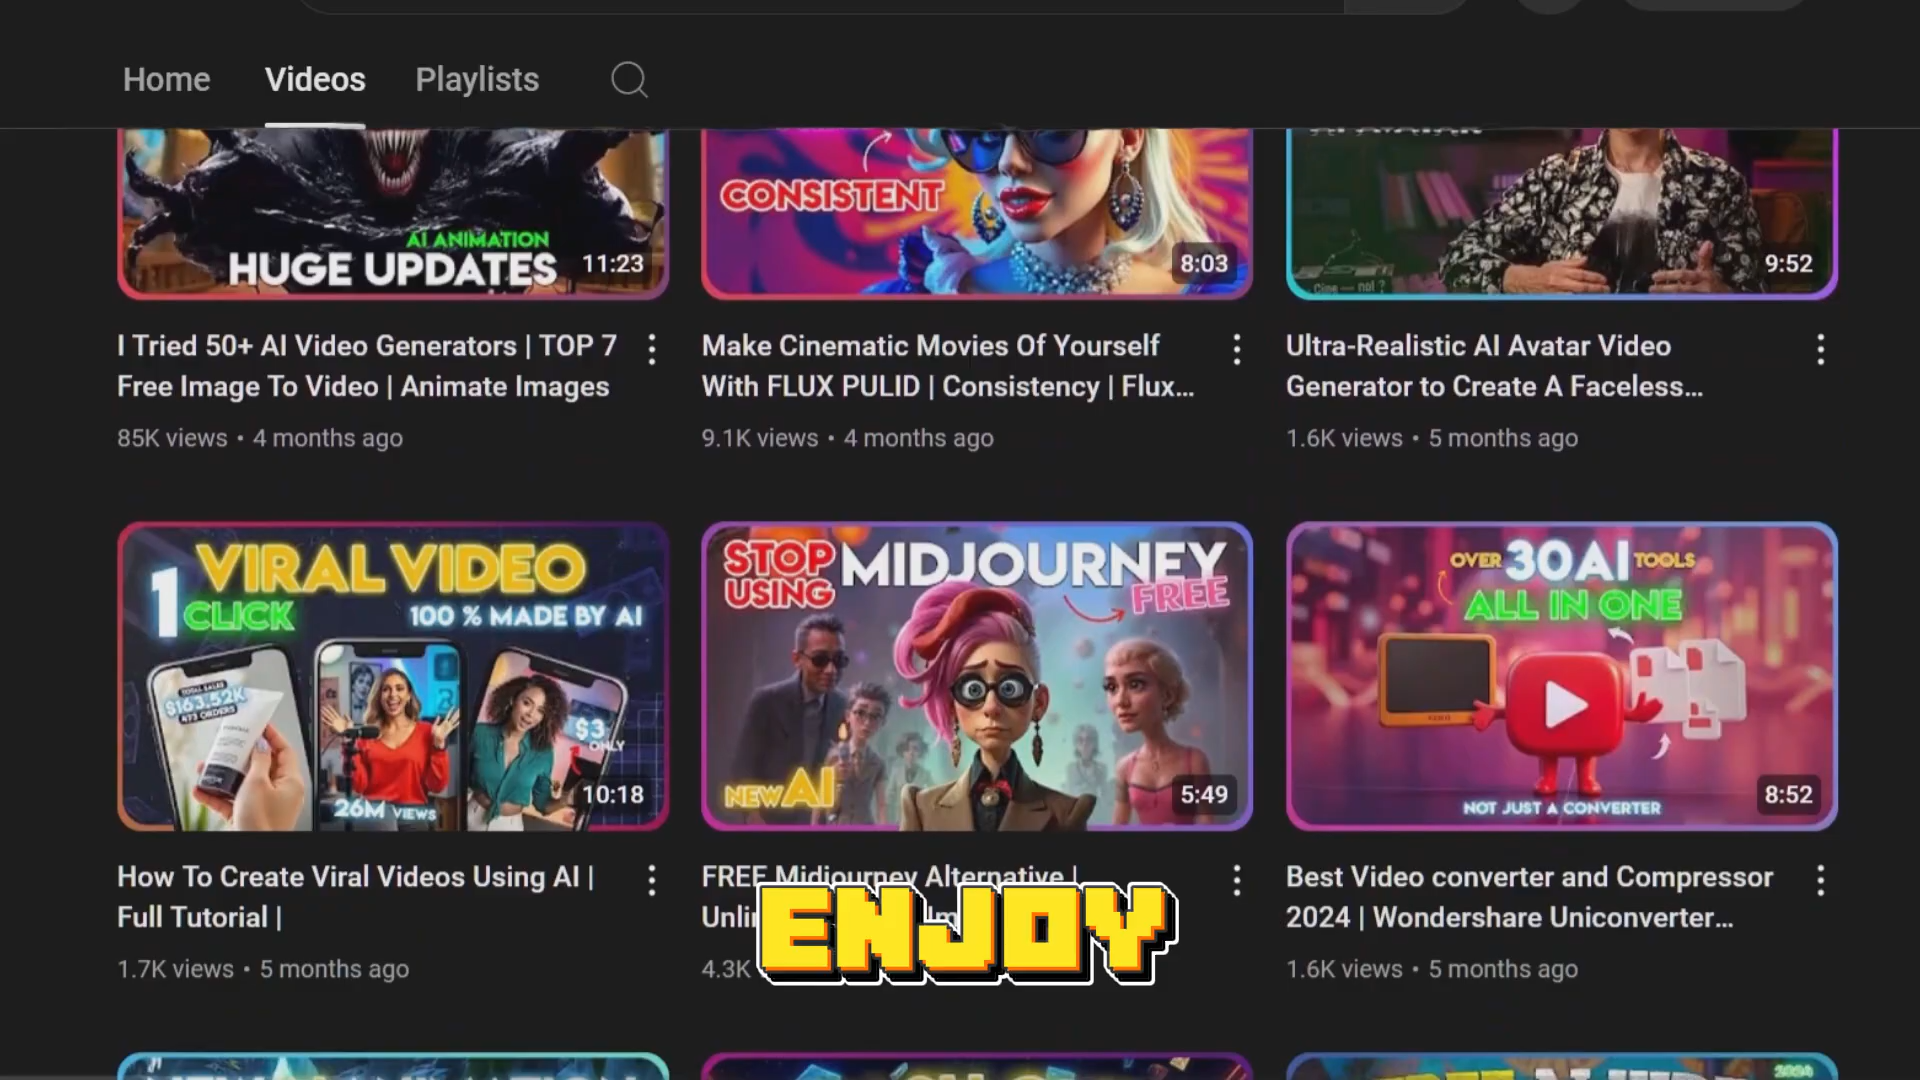 Home
Videos
Playlists
AI ANIMATION
HUGE UPDATES
11:23
CONSISTENT
8:03
9:52
I Tried 50+ AI Video Generators | TOP 7
Free Image To Video | Animate Images
85K views • 4 months ago
Make Cinematic Movies Of Yourself
With FLUX PULID | Consistency | Flux...
9.1K views • 4 months ago
Ultra-Realistic AI Avatar Video
Generator to Create A Faceless...
1.6K views • 5 months ago
1
VIRAL VIDEO
CLICK
100 % MADE BY AI
TOTAL SALES
$163.52K
473 ORDERS
$3
ONLY
26M VIEWS
10:18
STOP
USING
MIDJOURNEY
FREE
NEW AI
5:49
OVER 30 AI TOOLS
ALL IN ONE
NOT JUST A CONVERTER
8:52
How To Create Viral Videos Using AI |
Full Tutorial |
1.7K views • 5 months ago
FREE Midjourney Alternative |
4.3K
ENJOY
Best Video converter and Compressor
2024 | Wondershare Uniconverter...
1.6K views • 5 months ago
2024